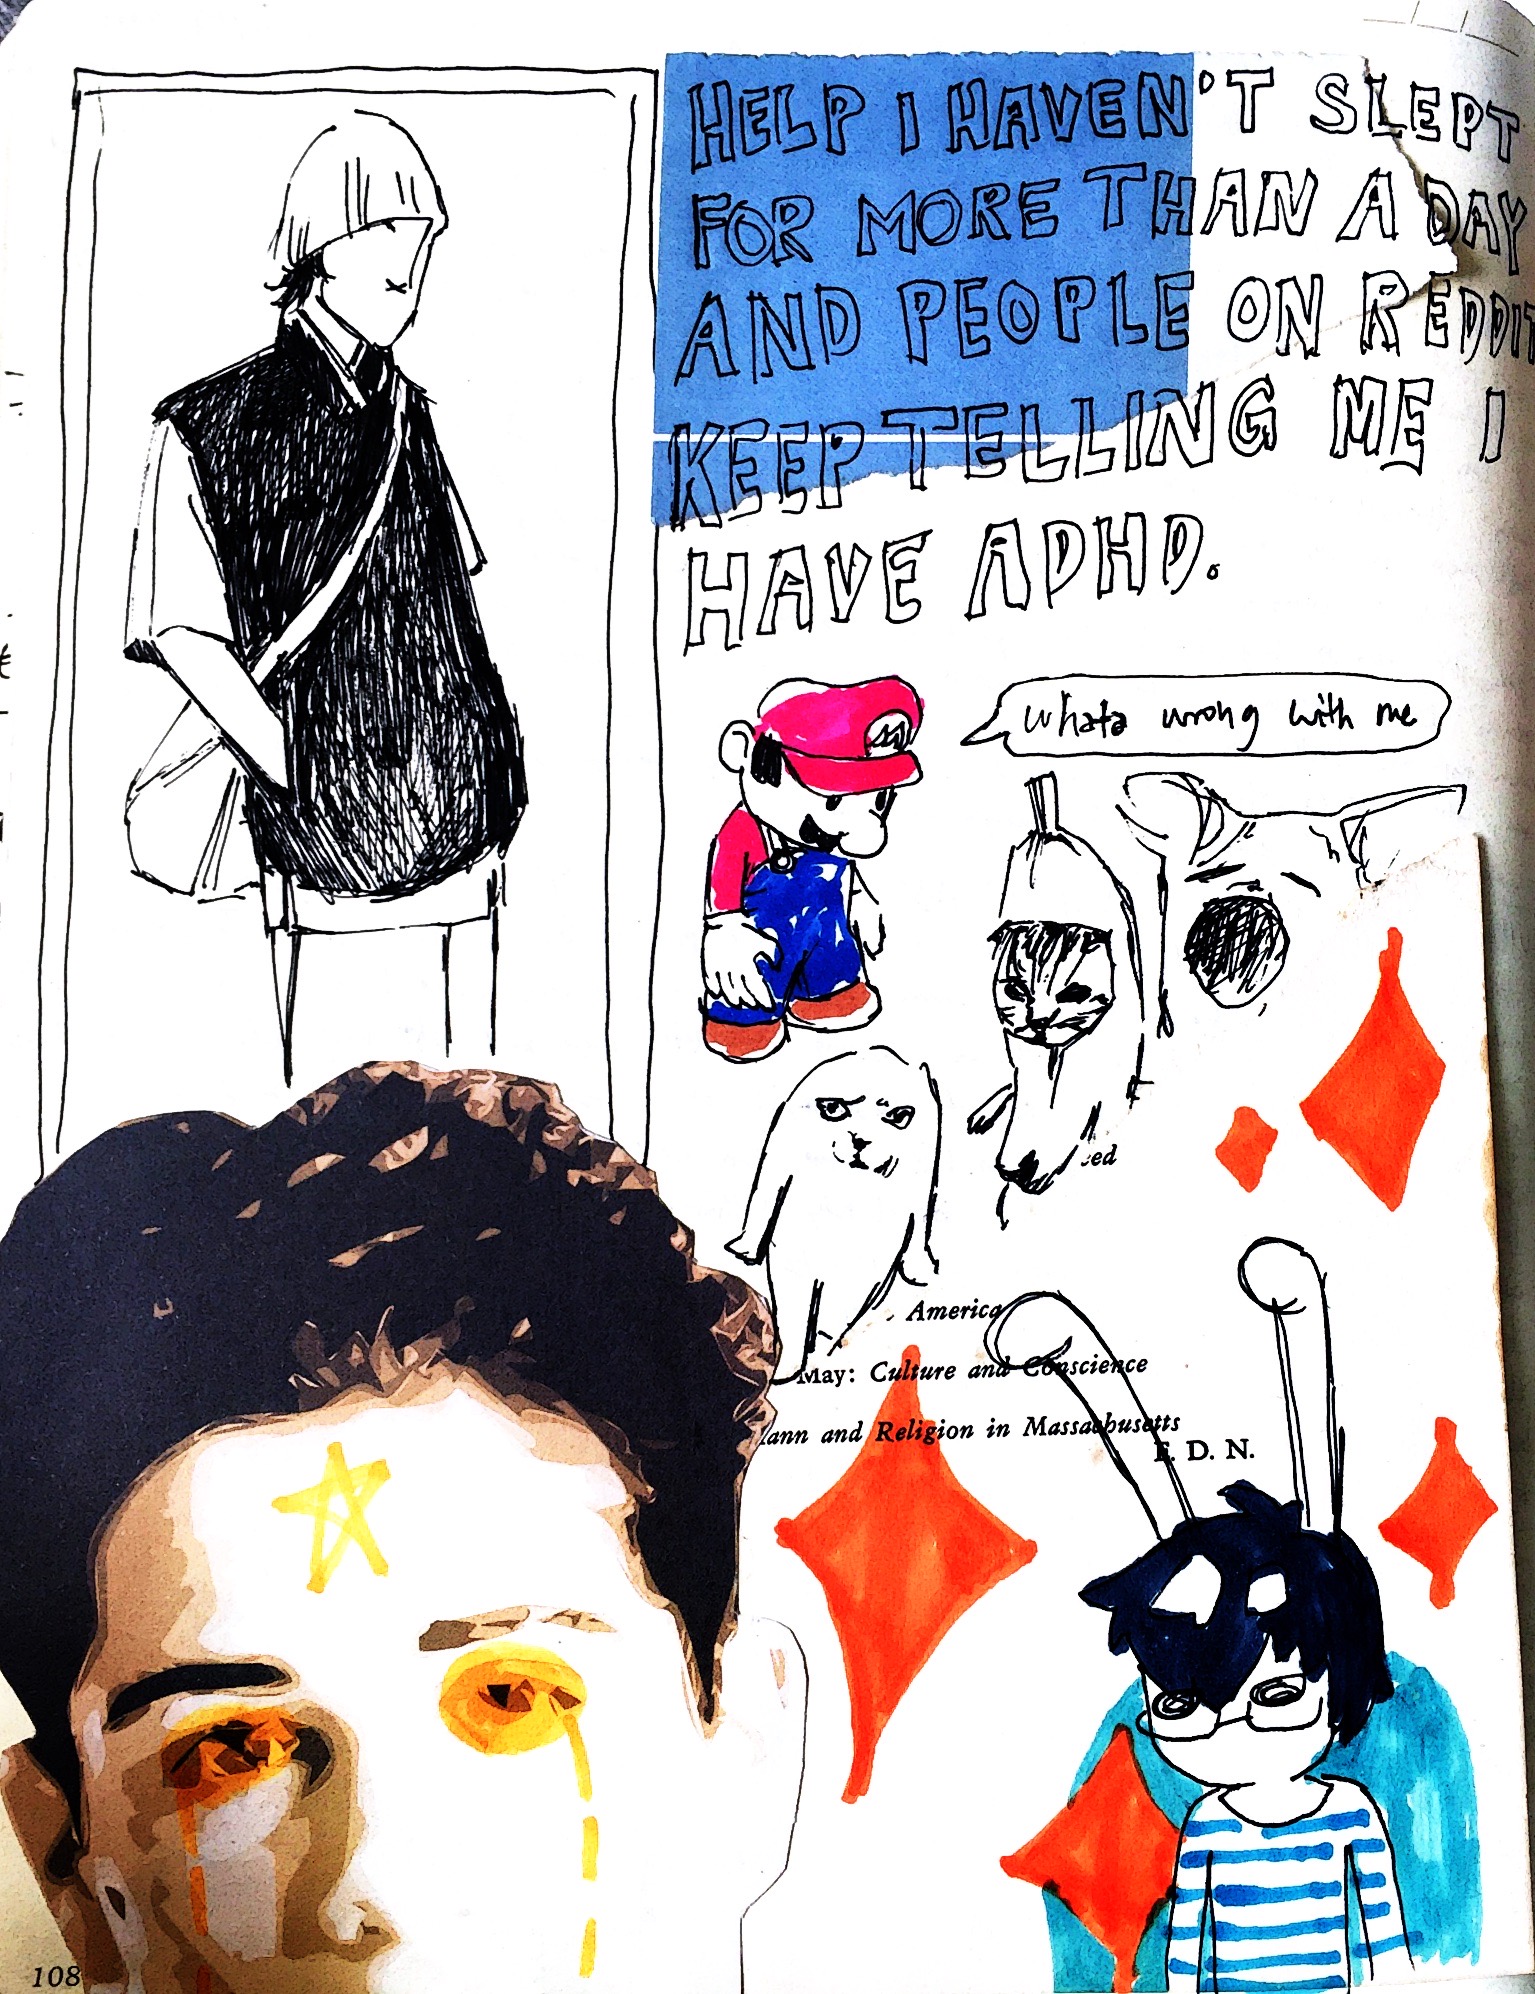 HELP I HAVEN'T SLEPT
FOR MORE THAN A DAY
AND PEOPLE ON REDDIT
KEEP TELLING ME I
HAVE ADHD.
Whats wrong with me
M
America
May: Culture and Conscience
ann and Religion in Massachusetts
E. D. N.
108